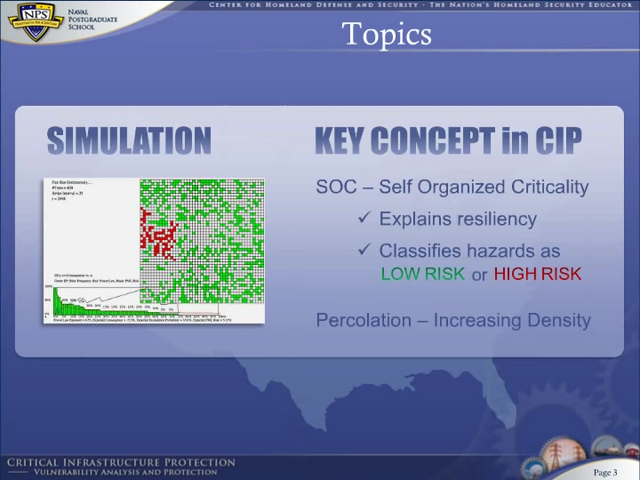 CENTER FOR HOMELAND DEFENSE AND SECURITY · THE NATION'S HOMELAND SECURITY EDUCATOR
NPS
NAVAL
POSTGRADUATE
SCHOOL
Topics
SIMULATION
KEY CONCEPT in CIP
SOC – Self Organized Criticality
✓ Explains resiliency
✓ Classifies hazards as
LOW RISK or HIGH RISK
Percolation – Increasing Density
CRITICAL INFRASTRUCTURE PROTECTION
VULNERABILITY ANALYSIS AND PROTECTION
Page 3